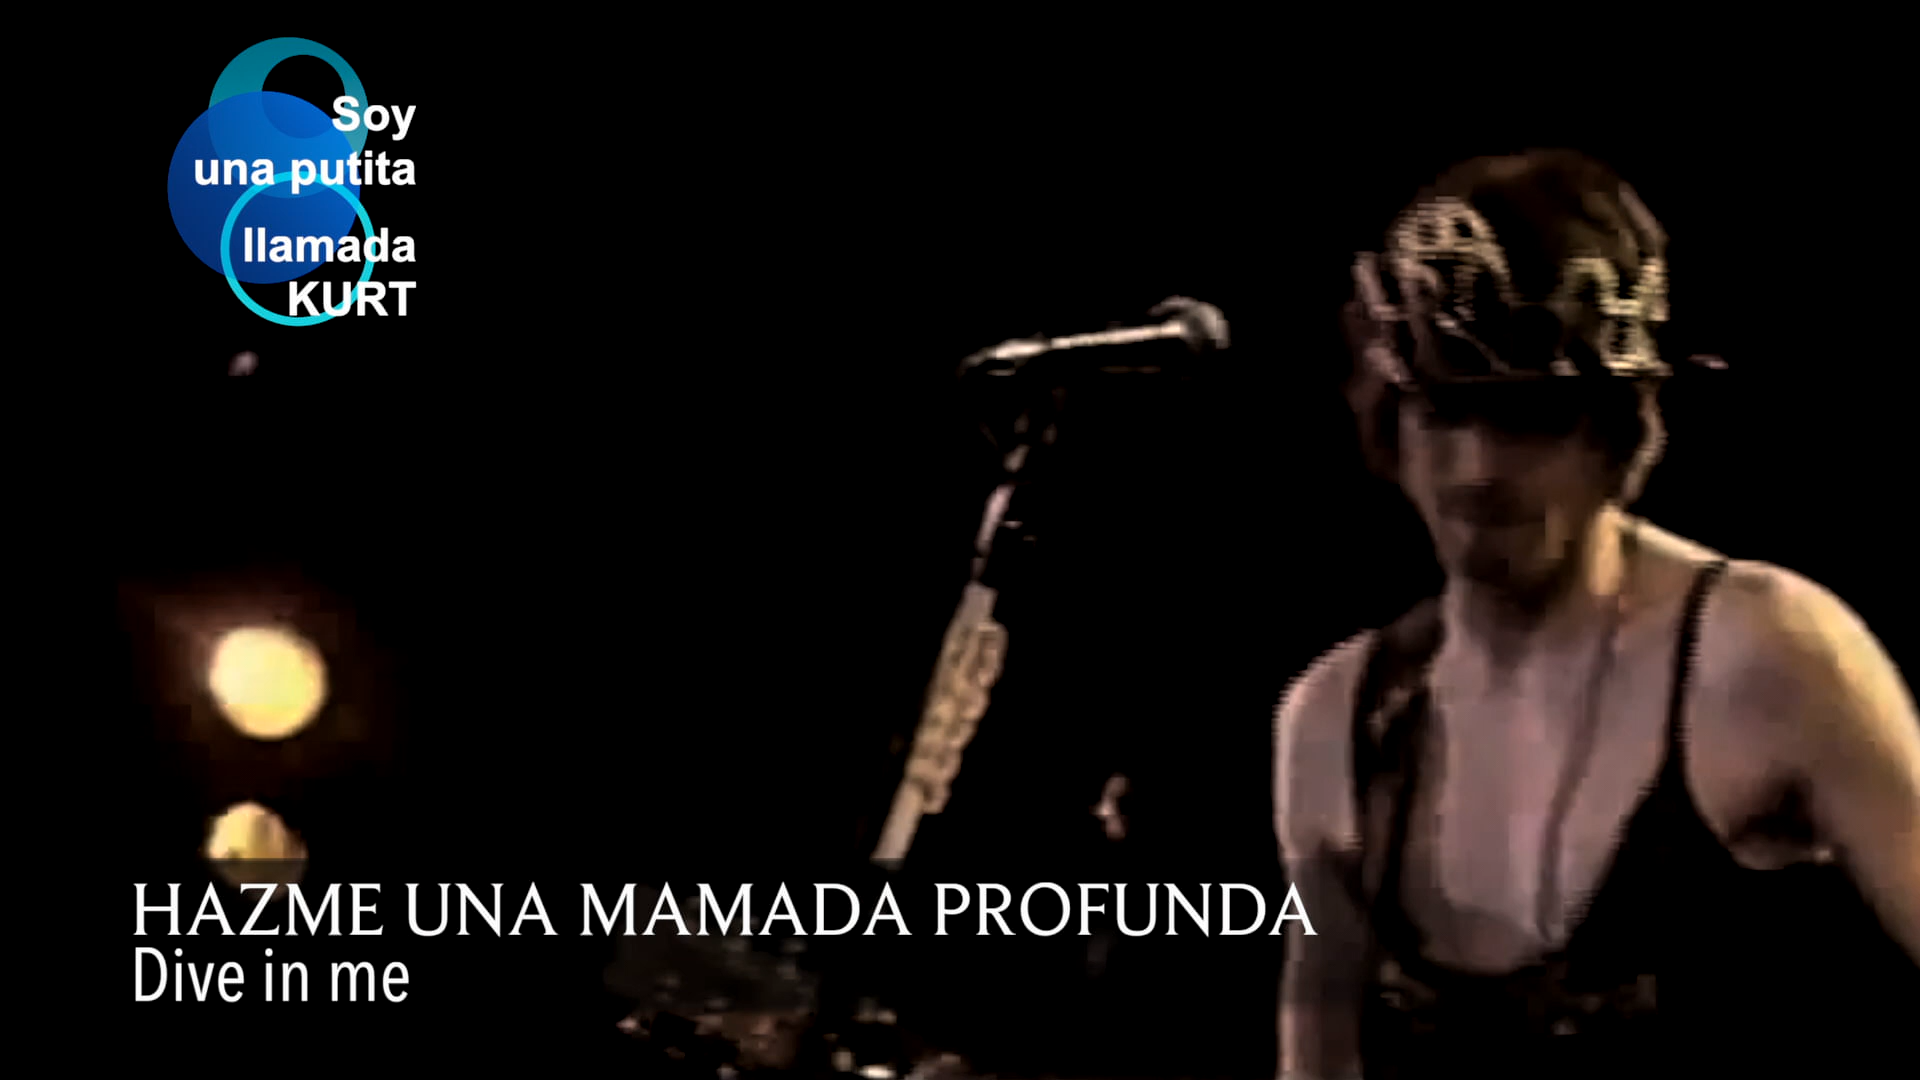 Soy
una putita
llamada
KURT
HAZME UNA MAMADA PROFUNDA
Dive in me